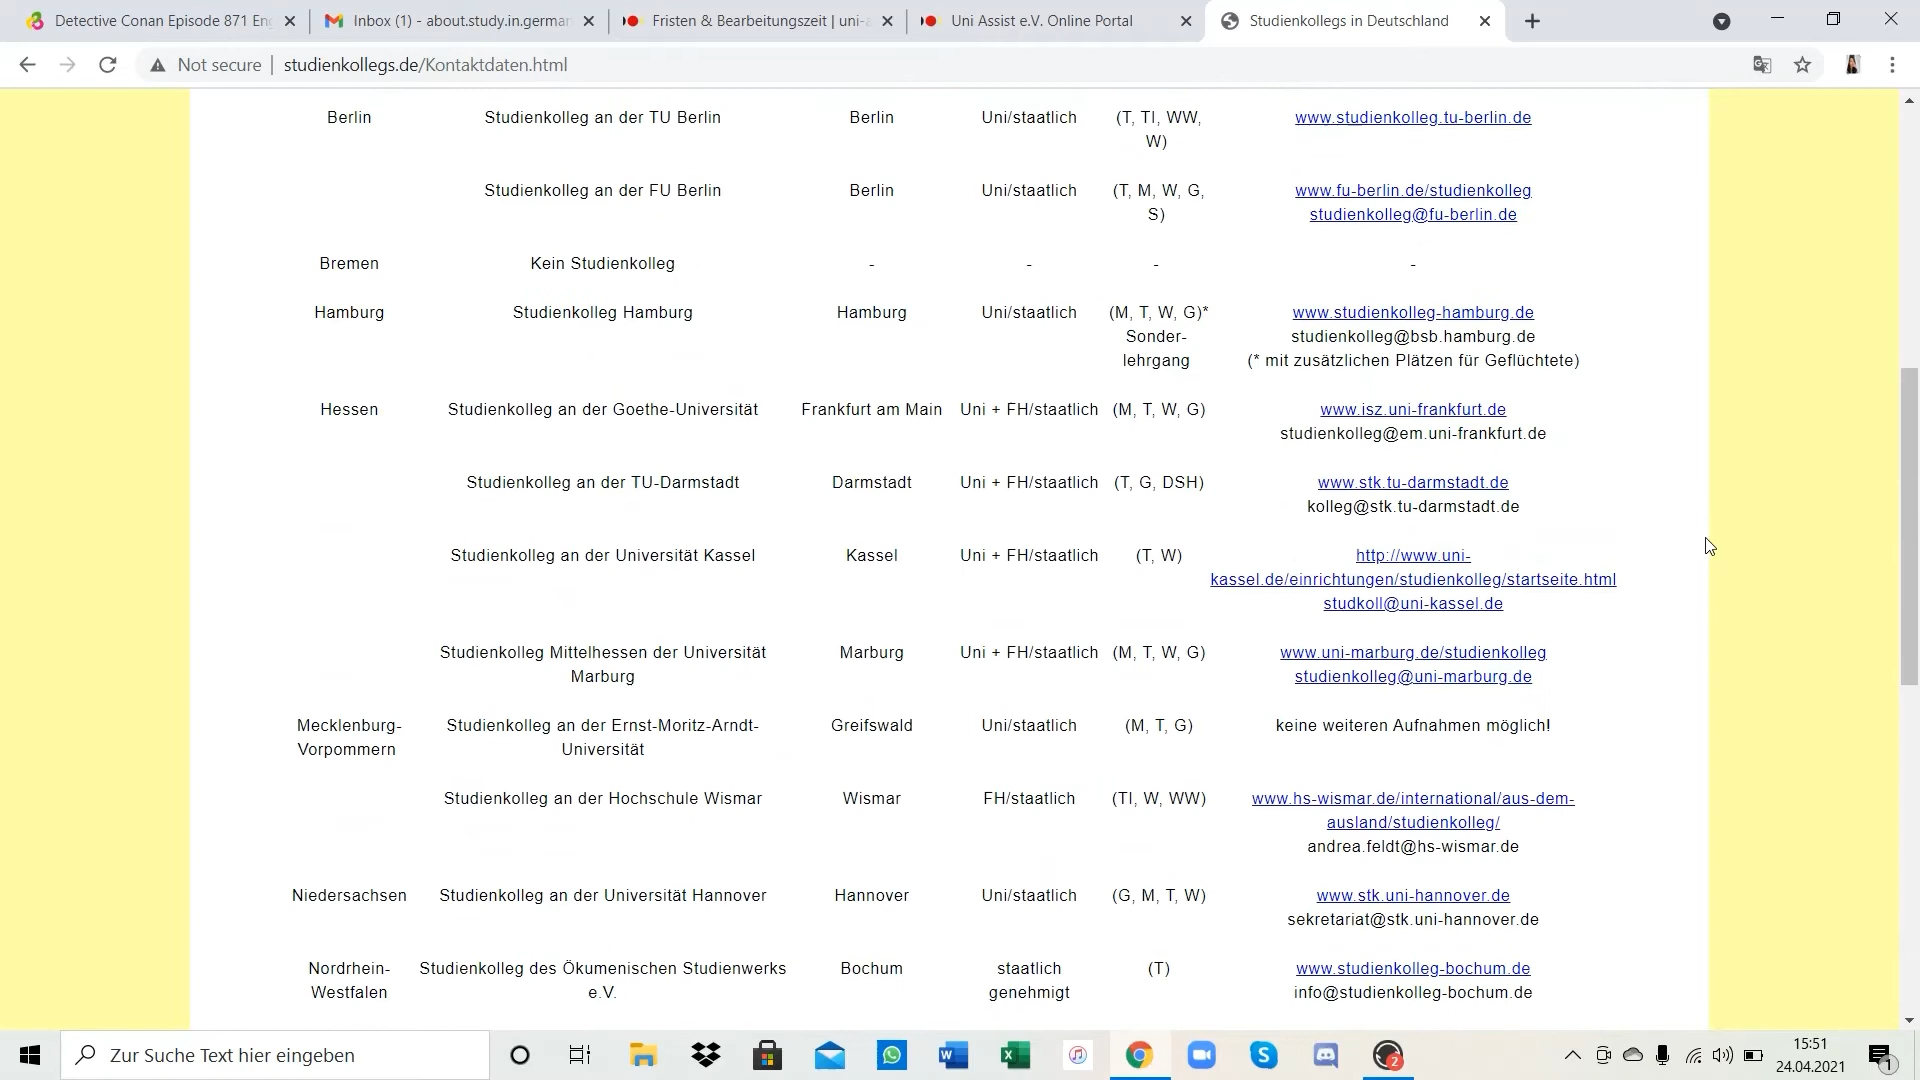 Detective Conan Episode 871 En
Inbox (1) - about.study.in.german
Fristen & Bearbeitungszeit | uni-a
Uni Assist e.V. Online Portal
Studienkollegs in Deutschland
Not secure | studienkollegs.de/Kontaktdaten.html
Berlin Studienkolleg an der TU Berlin Berlin Uni/staatlich (T, TI, WW, www.studienkolleg.tu-berlin.de
W)
Studienkolleg an der FU Berlin Berlin Uni/staatlich (T, M, W, G, www.fu-berlin.de/studienkolleg
S) studienkolleg@fu-berlin.de
Bremen Kein Studienkolleg - - - -
Hamburg Studienkolleg Hamburg Hamburg Uni/staatlich (M, T, W, G)* www.studienkolleg-hamburg.de
Sonder- studienkolleg@bsb.hamburg.de
lehrgang (* mit zusätzlichen Plätzen für Geflüchtete)
Hessen Studienkolleg an der Goethe-Universität Frankfurt am Main Uni + FH/staatlich (M, T, W, G) www.isz.uni-frankfurt.de
studienkolleg@em.uni-frankfurt.de
Studienkolleg an der TU-Darmstadt Darmstadt Uni + FH/staatlich (T, G, DSH) www.stk.tu-darmstadt.de
kolleg@stk.tu-darmstadt.de
Studienkolleg an der Universität Kassel Kassel Uni + FH/staatlich (T, W) http://www.uni-
kassel.de/einrichtungen/studienkolleg/startseite.html
studkoll@uni-kassel.de
Studienkolleg Mittelhessen der Universität Marburg Uni + FH/staatlich (M, T, W, G) www.uni-marburg.de/studienkolleg
Marburg studienkolleg@uni-marburg.de
Mecklenburg- Studienkolleg an der Ernst-Moritz-Arndt- Greifswald Uni/staatlich (M, T, G) keine weiteren Aufnahmen möglich!
Vorpommern Universität
Studienkolleg an der Hochschule Wismar Wismar FH/staatlich (TI, W, WW) www.hs-wismar.de/international/aus-dem-
ausland/studienkolleg/
andrea.feldt@hs-wismar.de
Niedersachsen Studienkolleg an der Universität Hannover Hannover Uni/staatlich (G, M, T, W) www.stk.uni-hannover.de
sekretariat@stk.uni-hannover.de
Nordrhein- Studienkolleg des Ökumenischen Studienwerks Bochum staatlich (T) www.studienkolleg-bochum.de
Westfalen e.V. genehmigt info@studienkolleg-bochum.de
Zur Suche Text hier eingeben
2
15:51
24.04.2021
1